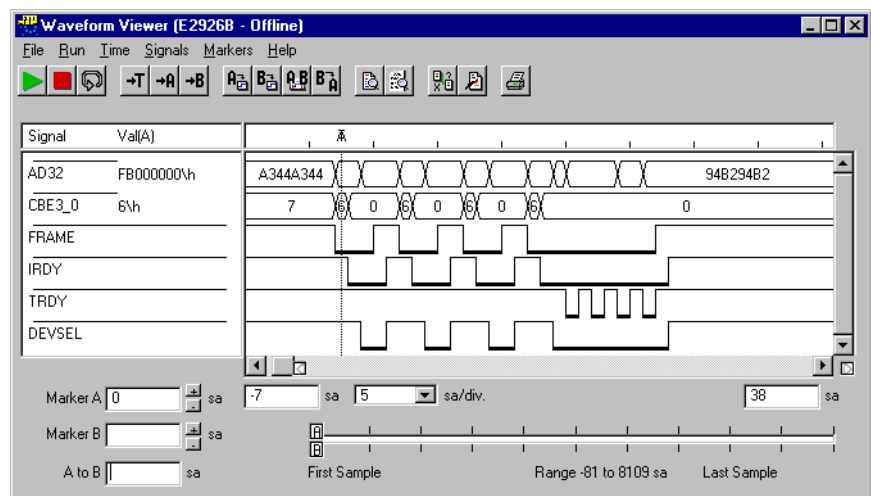 Waveform Viewer (E2926B - Offline)
File Run Time Signals Markers Help
→T →A →B A B A B B A
Signal Val(A)
AD32 FB000000\h A344A344 94B294B2
CBE3_0 6\h 7 6 0 6 0 6 0 6 0
FRAME
IRDY
TRDY
DEVSEL
Marker A 0 sa -7 sa 5 sa/div. 38 sa
Marker B sa A
B
A to B sa First Sample Range -81 to 8109 sa Last Sample